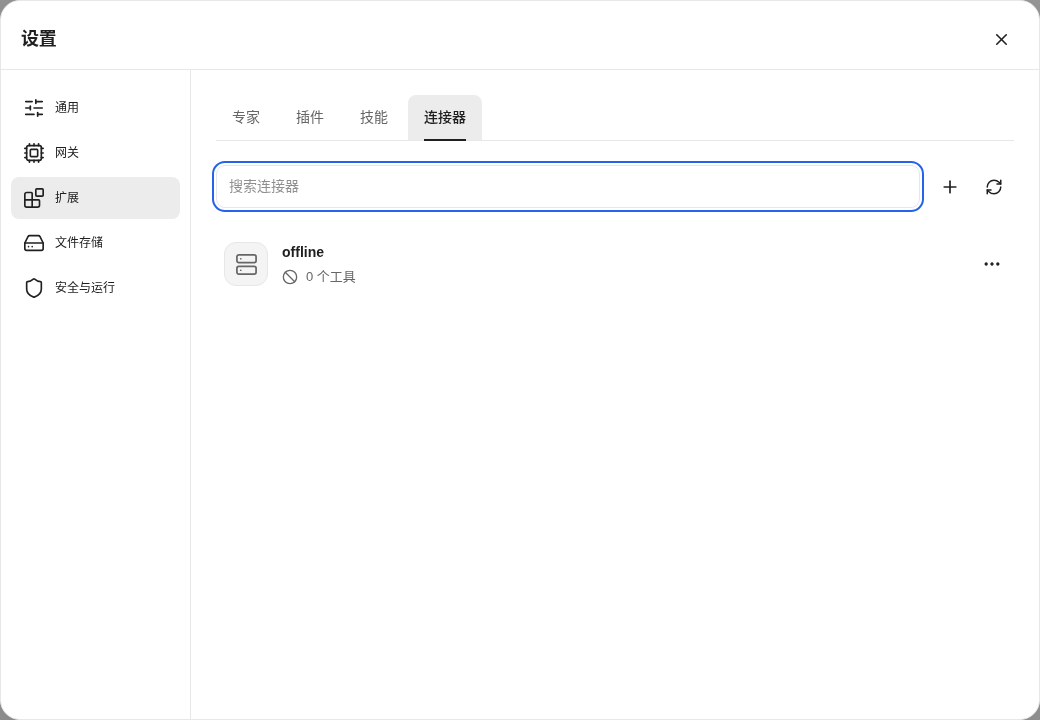 设置
通用
网关
扩展
文件存储
安全与运行
专家 插件 技能 连接器
搜索连接器
offline
0 个工具